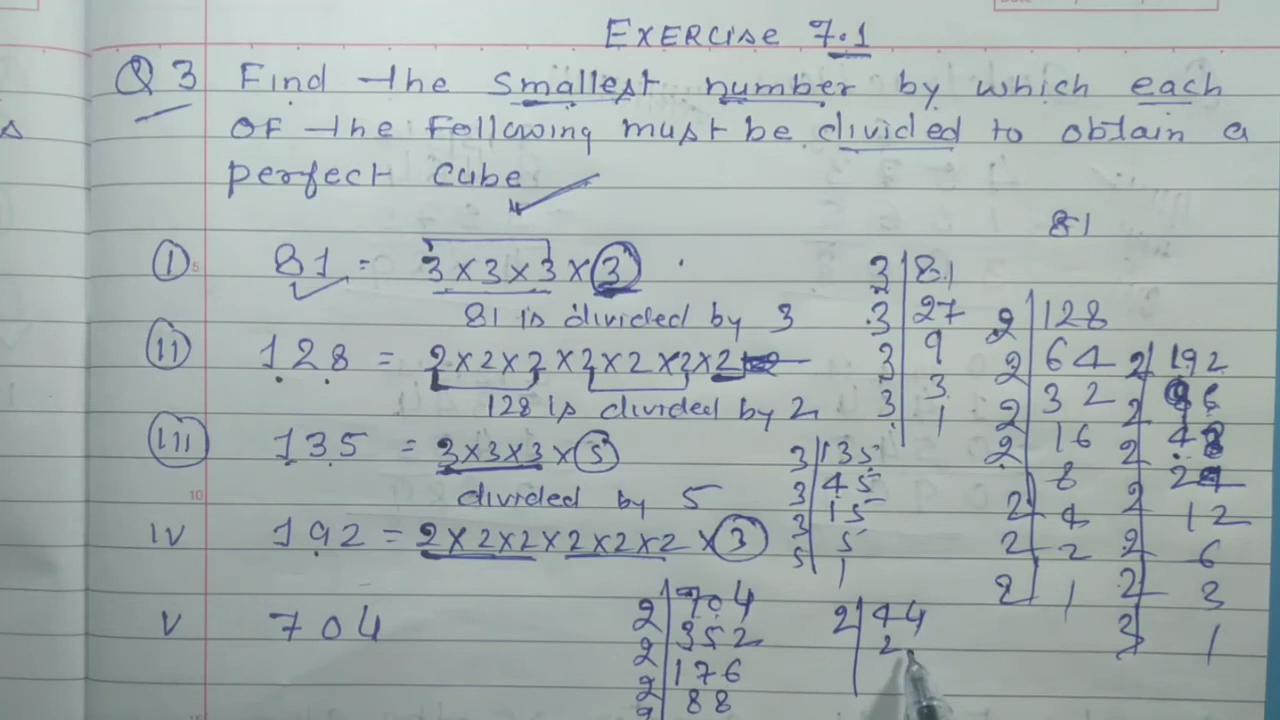 EXERCISE 7.1
Q 3 Find the smallest number by which each
of the following must be divided to obtain a
perfect cube
81
(i) 81 = 3 × 3 × 3 × 3
81 is divided by 3
(ii) 128 = 2 × 2 × 2 × 2 × 2 × 2 × 2
128 is divided by 2
(iii) 135 = 3 × 3 × 3 × 5
divided by 5
iv 192 = 2 × 2 × 2 × 2 × 2 × 2 × 3
v 704
3 | 81
3 | 27
3 | 9
3 | 3
1
2 | 128
2 | 64
2 | 32
2 | 16
8
2 | 4
2 | 2
2 | 1
2 | 192
2
2 | 48
2 | 24
2 | 12
2 | 6
2 | 3
3 | 1
3 | 135
3 | 45
3 | 15
5 | 5
1
2 | 704
2 | 352
2 | 176
2 | 88
2 | 44
2